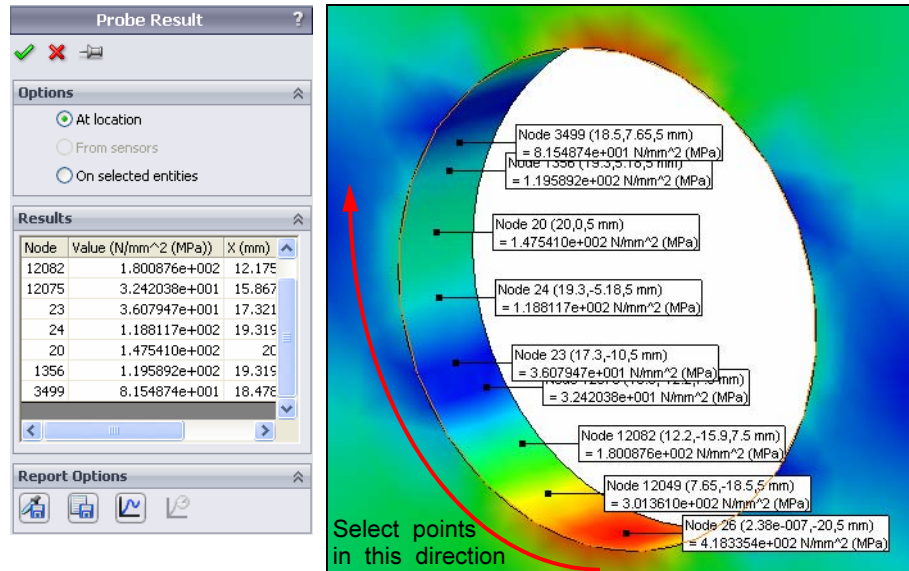 Probe Result ?
Options
At location
From sensors
On selected entities
Results
Node Value (N/mm^2 (MPa)) X (mm)
12082 1.800876e+002 12.175
12075 3.242038e+001 15.867
23 3.607947e+001 17.321
24 1.188117e+002 19.319
20 1.475410e+002 20
1356 1.195892e+002 19.319
3499 8.154874e+001 18.478
Report Options
Node 3499 (18.5,7.65,5 mm)
= 8.154874e+001 N/mm^2 (MPa)
Node 1356 (19.3,5.18,5 mm)
= 1.195892e+002 N/mm^2 (MPa)
Node 20 (20,0,5 mm)
= 1.475410e+002 N/mm^2 (MPa)
Node 24 (19.3,-5.18,5 mm)
= 1.188117e+002 N/mm^2 (MPa)
Node 23 (17.3,-10,5 mm)
= 3.607947e+001 N/mm^2 (MPa)
= 3.242038e+001 N/mm^2 (MPa)
Node 12082 (12.2,-15.9,7.5 mm)
= 1.800876e+002 N/mm^2 (MPa)
Node 12049 (7.65,-18.5,5 mm)
= 3.013610e+002 N/mm^2 (MPa)
Node 26 (2.38e-007,-20,5 mm)
= 4.183354e+002 N/mm^2 (MPa)
Select points
in this direction